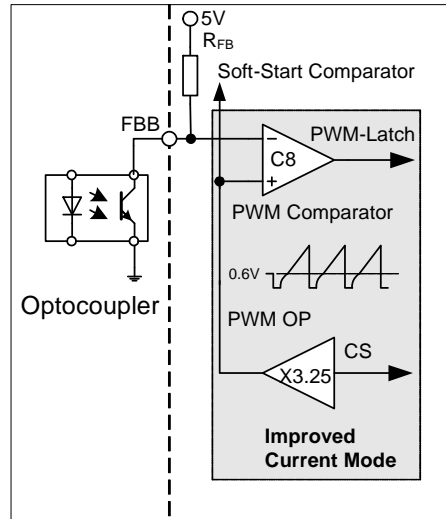 5V
RFB
Soft-Start Comparator
FBB
PWM-Latch
C8
PWM Comparator
0.6V
Optocoupler
PWM OP
CS
X3.25
Improved
Current Mode